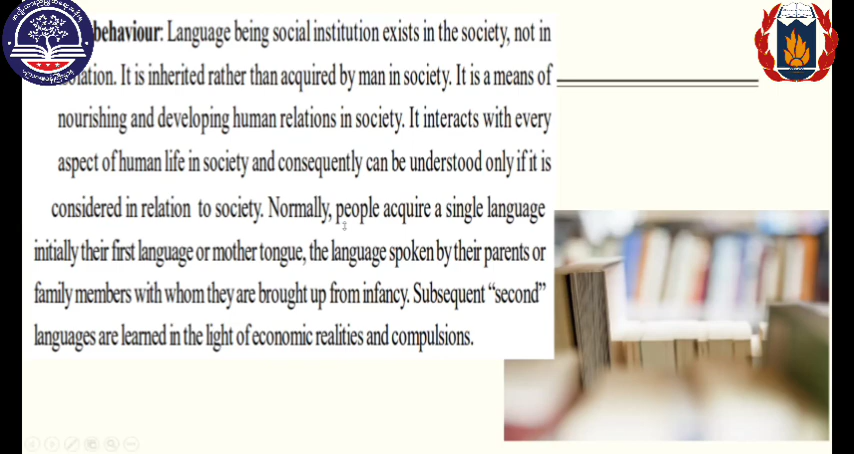 behaviour: Language being social institution exists in the society, not in
It is inherited rather than acquired by man in society. It is a means of
nourishing and developing human relations in society. It interacts with every
aspect of human life in society and consequently can be understood only if it is
considered in relation to society. Normally, people acquire a single language
initially their first language or mother tongue, the language spoken by their parents or
family members with whom they are brought up from infancy. Subsequent “second”
languages are learned in the light of economic realities and compulsions.